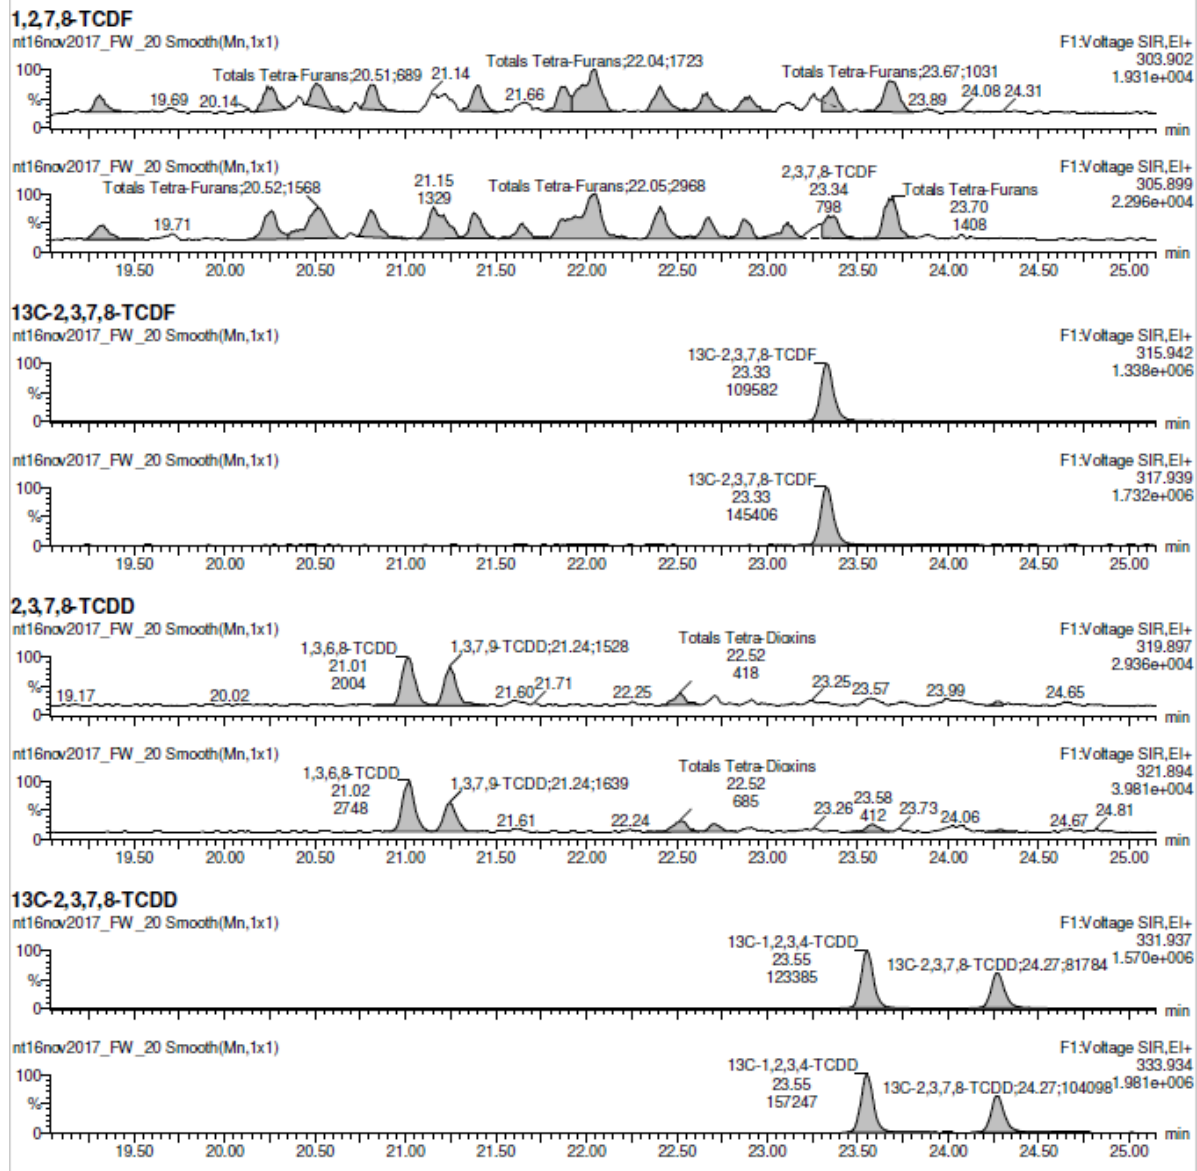 1,2,7,8-TCDF
nt16nov2017_FW_20 Smooth(Mn,1x1)
F1:Voltage SIR,EI+
303.902
1.931e+004
Totals Tetra-Furans;20.51;689
21.14
Totals Tetra-Furans;22.04;1723
Totals Tetra-Furans;23.67;1031
100
%
0
19.69
20.14
21.66
23.89
24.08
24.31
min
nt16nov2017_FW_20 Smooth(Mn,1x1)
F1:Voltage SIR,EI+
305.899
2.296e+004
Totals Tetra-Furans;20.52;1568
21.15
1329
Totals Tetra-Furans;22.05;2968
2,3,7,8-TCDF
23.34
798
Totals Tetra-Furans
23.70
1408
100
%
0
19.71
min
19.50 20.00 20.50 21.00 21.50 22.00 22.50 23.00 23.50 24.00 24.50 25.00
13C-2,3,7,8-TCDF
nt16nov2017_FW_20 Smooth(Mn,1x1)
F1:Voltage SIR,EI+
315.942
1.338e+006
13C-2,3,7,8-TCDF
23.33
109582
100
%
0
min
nt16nov2017_FW_20 Smooth(Mn,1x1)
F1:Voltage SIR,EI+
317.939
1.732e+006
13C-2,3,7,8-TCDF
23.33
145406
100
%
0
min
19.50 20.00 20.50 21.00 21.50 22.00 22.50 23.00 23.50 24.00 24.50 25.00
2,3,7,8-TCDD
nt16nov2017_FW_20 Smooth(Mn,1x1)
F1:Voltage SIR,EI+
319.897
2.936e+004
1,3,6,8-TCDD
21.01
2004
1,3,7,9-TCDD;21.24;1528
Totals Tetra-Dioxins
22.52
418
100
%
0
19.17
20.02
21.60
21.71
22.25
23.25
23.57
23.99
24.65
min
nt16nov2017_FW_20 Smooth(Mn,1x1)
F1:Voltage SIR,EI+
321.894
3.981e+004
1,3,6,8-TCDD
21.02
2748
1,3,7,9-TCDD;21.24;1639
Totals Tetra-Dioxins
22.52
685
100
%
0
21.61
22.24
23.26
23.58
412
23.73
24.06
24.67
24.81
min
19.50 20.00 20.50 21.00 21.50 22.00 22.50 23.00 23.50 24.00 24.50 25.00
13C-2,3,7,8-TCDD
nt16nov2017_FW_20 Smooth(Mn,1x1)
F1:Voltage SIR,EI+
331.937
1.570e+006
13C-1,2,3,4-TCDD
23.55
123385
13C-2,3,7,8-TCDD;24.27;81784
100
%
0
min
nt16nov2017_FW_20 Smooth(Mn,1x1)
F1:Voltage SIR,EI+
333.934
1.981e+006
13C-1,2,3,4-TCDD
23.55
157247
13C-2,3,7,8-TCDD;24.27;104098
100
%
0
min
19.50 20.00 20.50 21.00 21.50 22.00 22.50 23.00 23.50 24.00 24.50 25.00